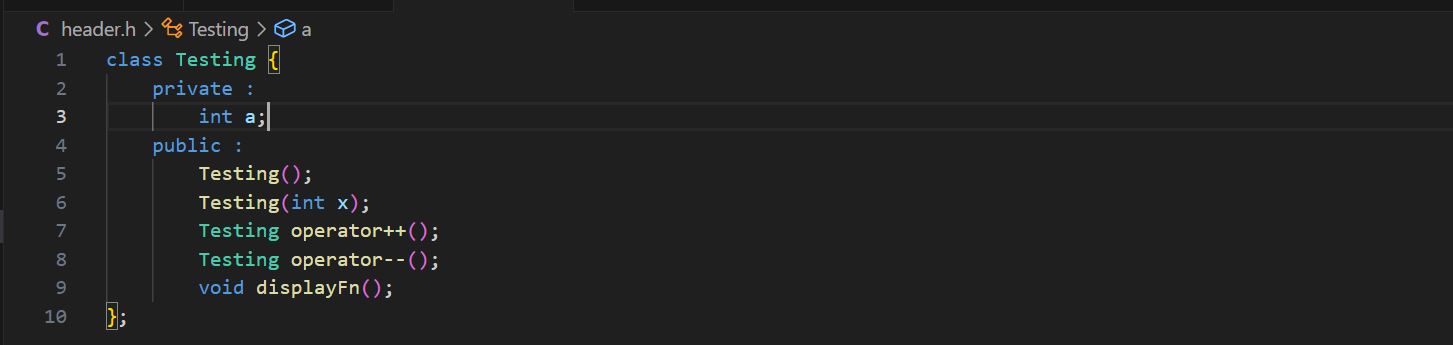 C header.h > Testing > a
1 class Testing {
2 private :
3 int a;
4 public :
5 Testing();
6 Testing(int x);
7 Testing operator++();
8 Testing operator--();
9 void displayFn();
10 };